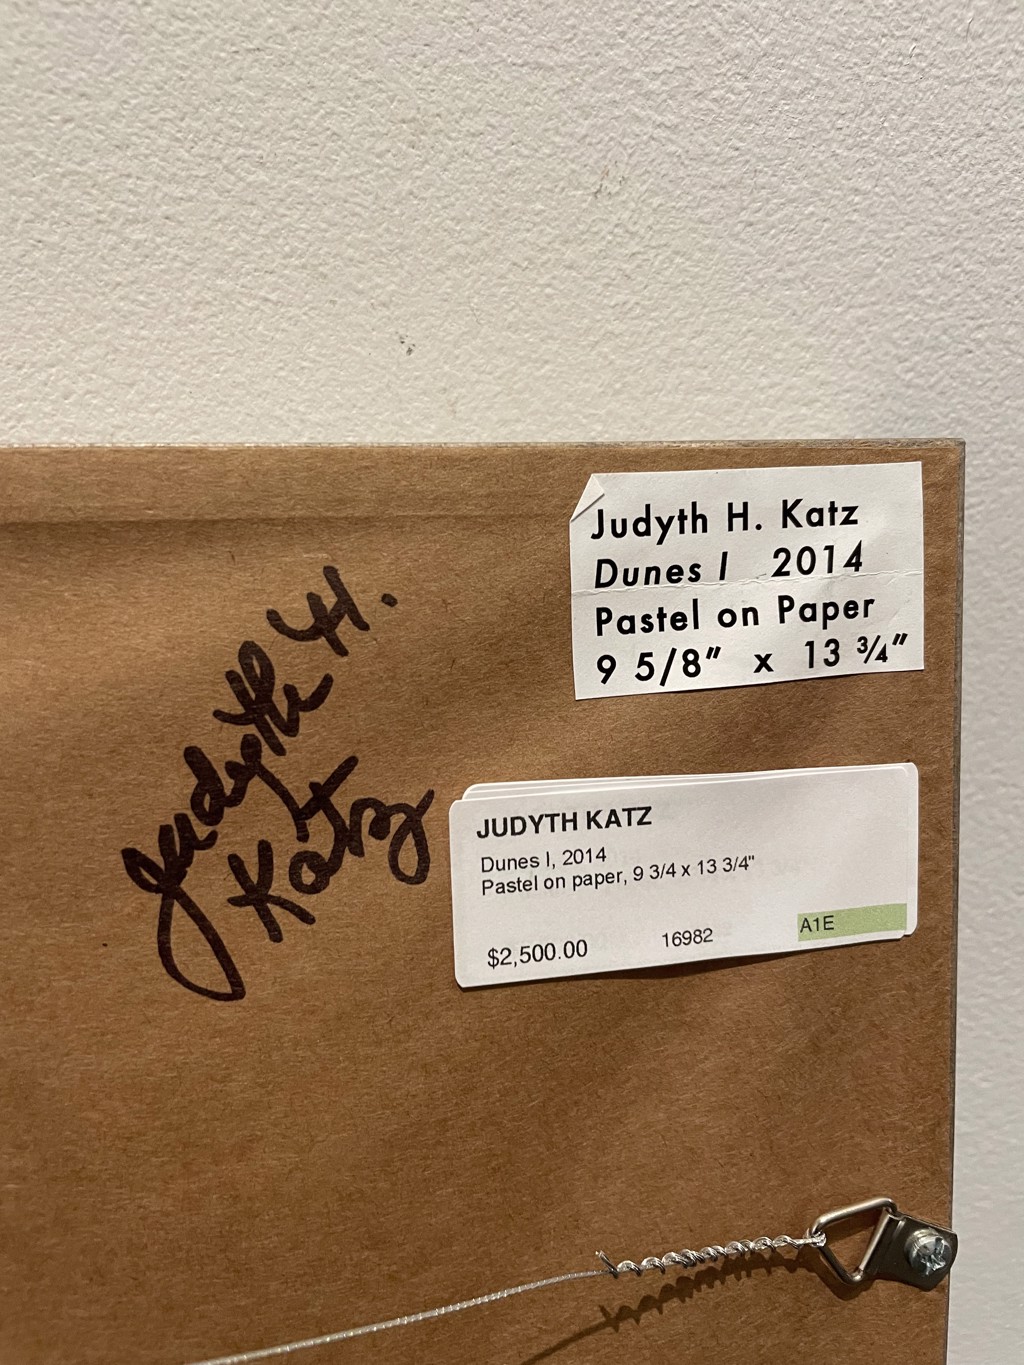 Judyth H. Katz
Dunes I 2014
Pastel on Paper
9 5/8" x 13 ¾"
Judyth H.
Katz
JUDYTH KATZ
Dunes I, 2014
Pastel on paper, 9 3/4 x 13 3/4"
$2,500.00 16982 A1E